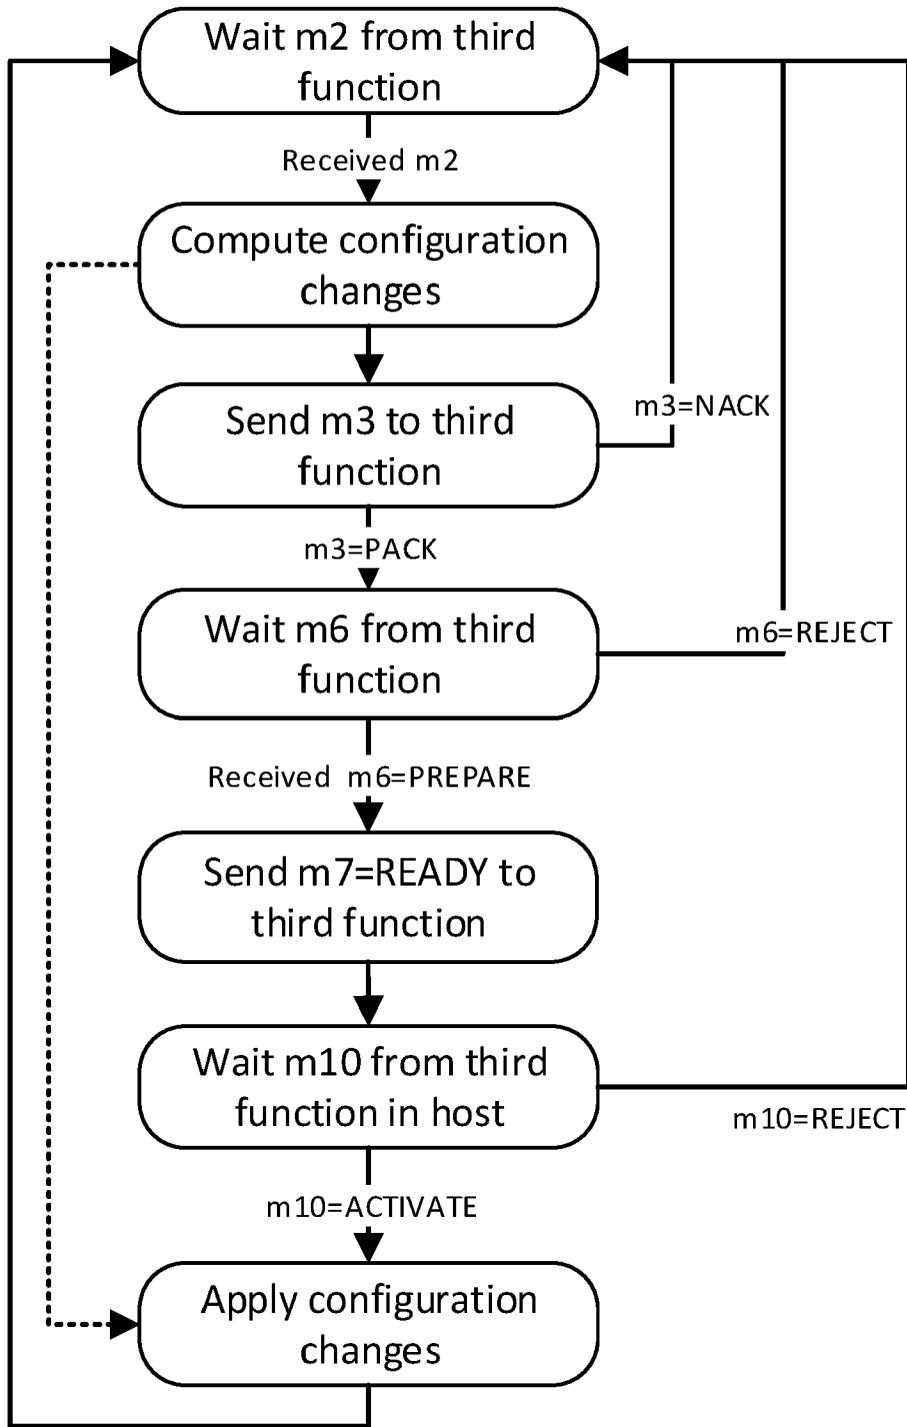 Wait m2 from third
function
Received m2
Compute configuration
changes
Send m3 to third
function
m3=NACK
m3=PACK
Wait m6 from third
function
m6=REJECT
Received m6=PREPARE
Send m7=READY to
third function
Wait m10 from third
function in host
m10=REJECT
m10=ACTIVATE
Apply configuration
changes